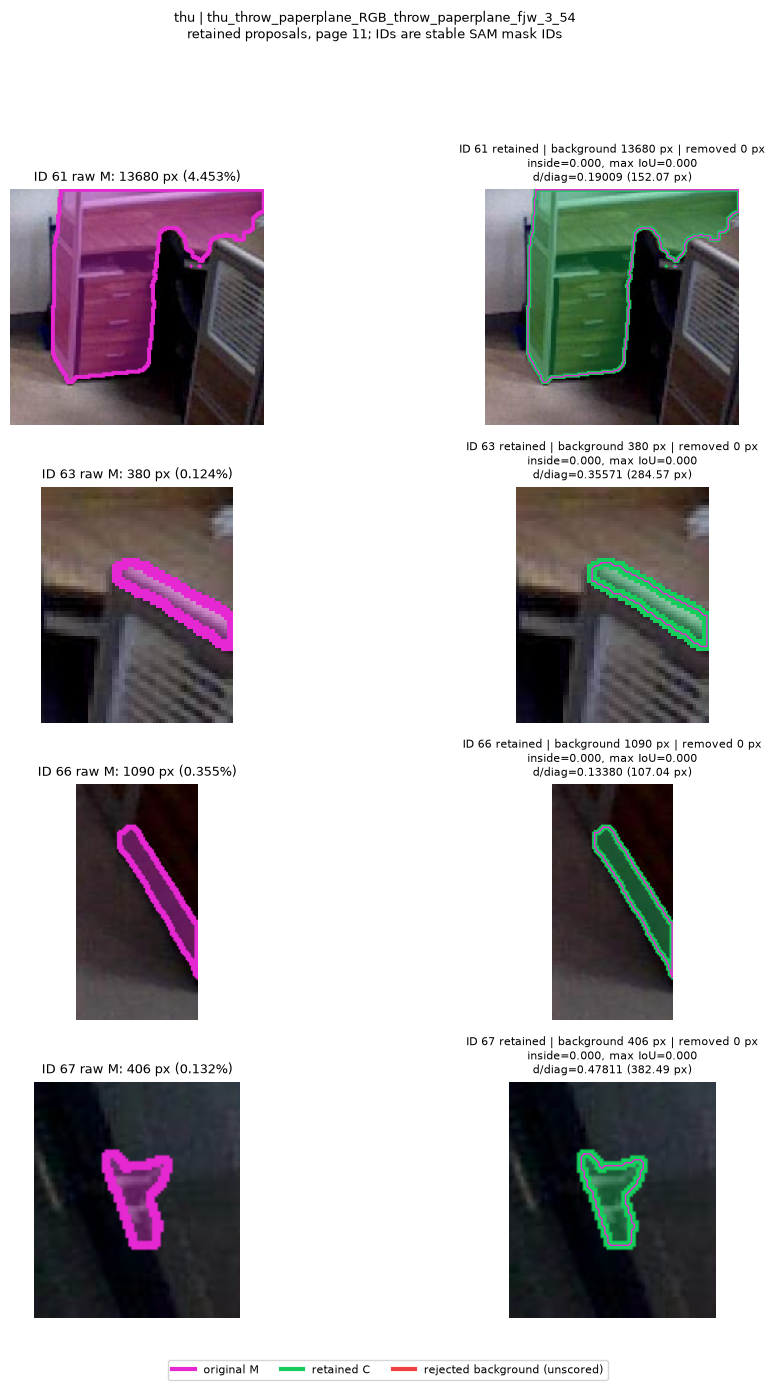 thu | thu_throw_paperplane_RGB_throw_paperplane_fjw_3_54
retained proposals, page 11; IDs are stable SAM mask IDs
ID 61 raw M: 13680 px (4.453%)
ID 61 retained | background 13680 px | removed 0 px
inside=0.000, max IoU=0.000
d/diag=0.19009 (152.07 px)
ID 63 raw M: 380 px (0.124%)
ID 63 retained | background 380 px | removed 0 px
inside=0.000, max IoU=0.000
d/diag=0.35571 (284.57 px)
ID 66 raw M: 1090 px (0.355%)
ID 66 retained | background 1090 px | removed 0 px
inside=0.000, max IoU=0.000
d/diag=0.13380 (107.04 px)
ID 67 raw M: 406 px (0.132%)
ID 67 retained | background 406 px | removed 0 px
inside=0.000, max IoU=0.000
d/diag=0.47811 (382.49 px)
original M
retained C
rejected background (unscored)